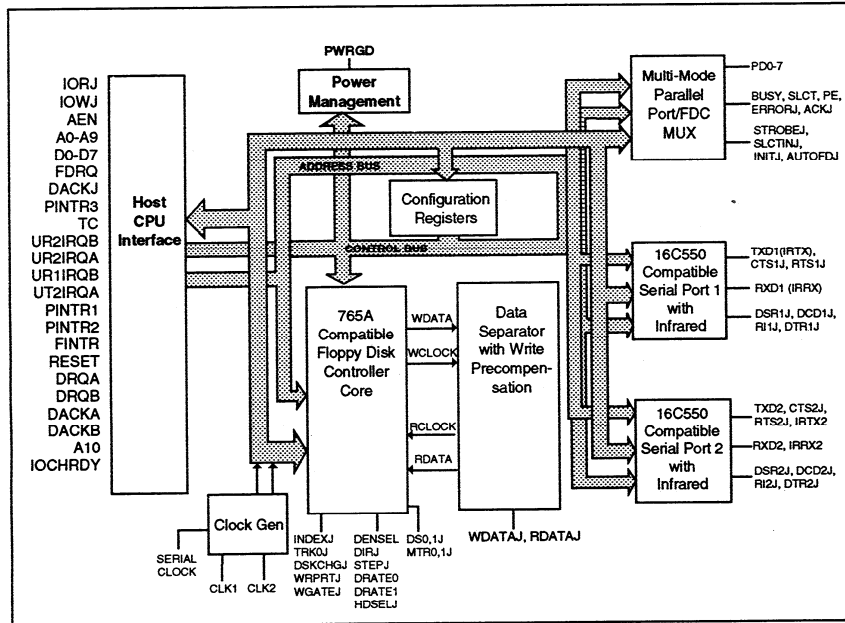 PWRGD
Power
Management
IORJ
IOWJ
AEN
A0-A9
D0-D7
FDRQ
DACKJ
PINTR3
TC
UR2IRQB
UR2IRQA
UR1IRQB
UT2IRQA
PINTR1
PINTR2
FINTR
RESET
DRQA
DRQB
DACKA
DACKB
A10
IOCHRDY
Host
CPU
Interface
ADDRESS BUS
Configuration
Registers
CONTROL BUS
Multi-Mode
Parallel
Port/FDC
MUX
PD0-7
BUSY, SLCT, PE,
ERRORJ, ACKJ
STROBEJ,
SLCTINJ,
INITJ, AUTOFDJ
765A
Compatible
Floppy Disk
Controller
Core
WDATA
WCLOCK
RCLOCK
RDATA
Data
Separator
with Write
Precompen-
sation
16C550
Compatible
Serial Port 1
with
Infrared
TXD1(IRTX),
CTS1J, RTS1J
RXD1 (IRRX)
DSR1J, DCD1J,
RI1J, DTR1J
16C550
Compatible
Serial Port 2
with
Infrared
TXD2, CTS2J,
RTS2J, IRTX2
RXD2, IRRX2
DSR2J, DCD2J,
RI2J, DTR2J
Clock Gen
SERIAL
CLOCK
CLK1
CLK2
INDEXJ
TRK0J
DSKCHGJ
WRPRTJ
WGATEJ
DENSEL
DIRJ
STEPJ
DRATE0
DRATE1
HDSELJ
DS0,1J
MTR0,1J
WDATAJ, RDATAJ